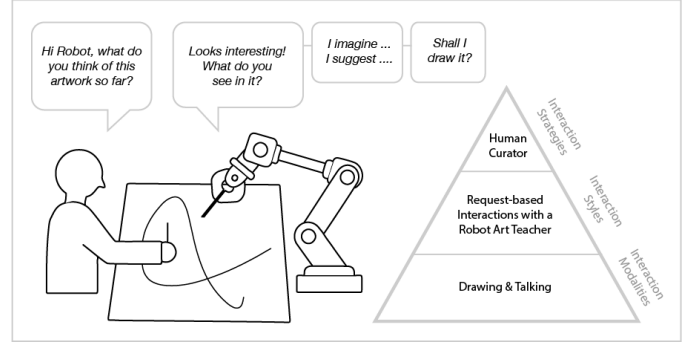 Hi Robot, what do
you think of this
artwork so far?
Looks interesting!
What do you
see in it?
I imagine ...
I suggest ....
Shall I
draw it?
Human
Curator
Interaction
Strategies
Request-based
Interactions with a
Robot Art Teacher
Interaction
Styles
Drawing & Talking
Interaction
Modalities